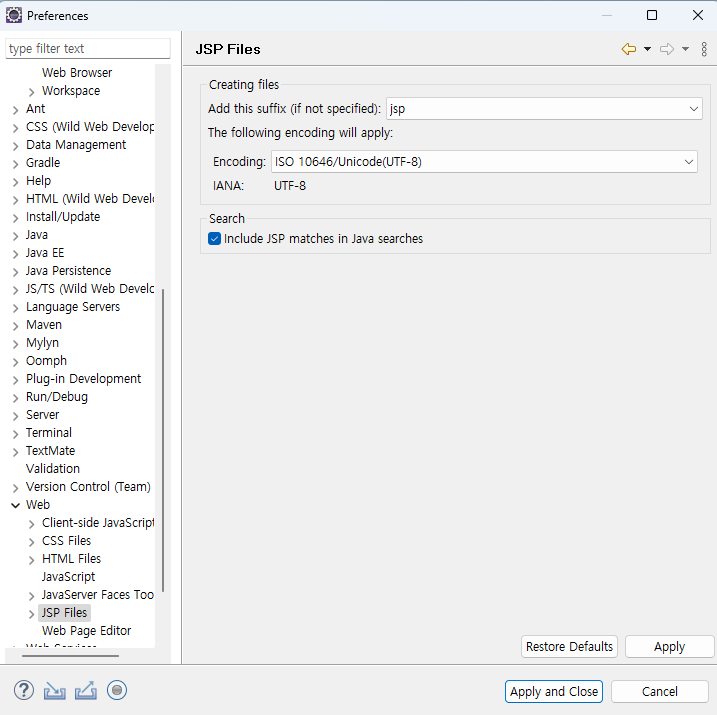 Preferences
type filter text
Web Browser
Workspace
Ant
CSS (Wild Web Develop
Data Management
Gradle
Help
HTML (Wild Web Devel
Install/Update
Java
Java EE
Java Persistence
JS/TS (Wild Web Develo
Language Servers
Maven
Mylyn
Oomph
Plug-in Development
Run/Debug
Server
Terminal
TextMate
Validation
Version Control (Team)
Web
Client-side JavaScript
CSS Files
HTML Files
JavaScript
JavaServer Faces Too
JSP Files
Web Page Editor
Web Services
JSP Files
Creating files
Add this suffix (if not specified): jsp
The following encoding will apply:
Encoding: ISO 10646/Unicode(UTF-8)
IANA: UTF-8
Search
Include JSP matches in Java searches
Restore Defaults Apply
Apply and Close Cancel